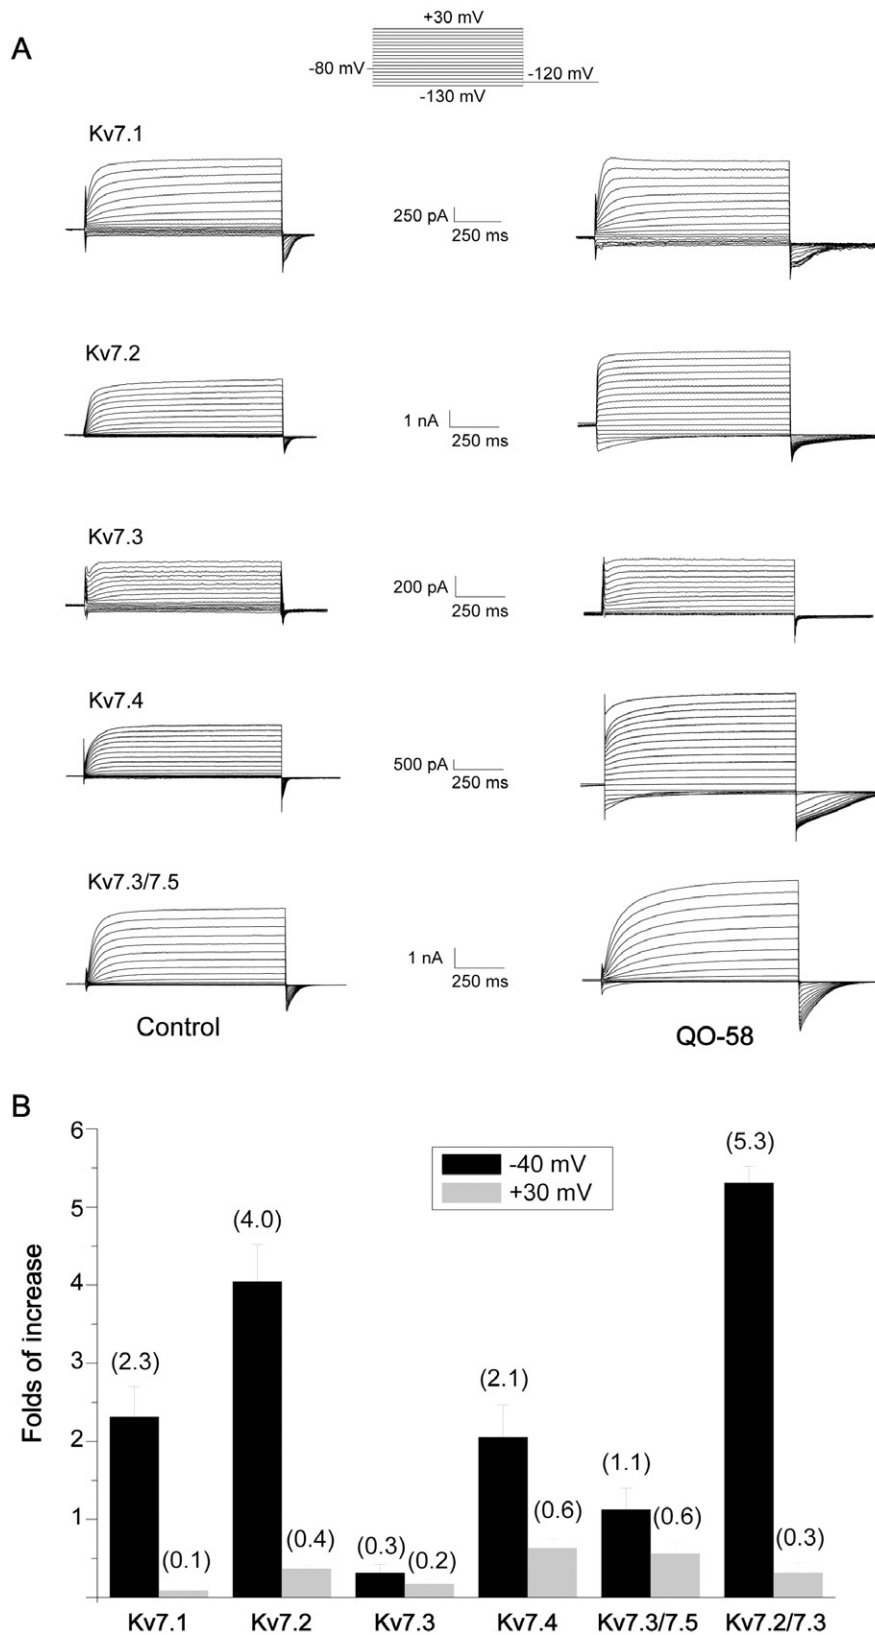 A
+30 mV
-80 mV
-120 mV
-130 mV
Kv7.1
250 pA
250 ms
Kv7.2
1 nA
250 ms
Kv7.3
200 pA
250 ms
Kv7.4
500 pA
250 ms
Kv7.3/7.5
1 nA
250 ms
Control
QO-58
B
Folds of increase
6
5
4
3
2
1
-40 mV
+30 mV
(2.3)
(0.1)
(4.0)
(0.4)
(0.3)
(0.2)
(2.1)
(0.6)
(1.1)
(0.6)
(5.3)
(0.3)
Kv7.1 Kv7.2 Kv7.3 Kv7.4 Kv7.3/7.5 Kv7.2/7.3